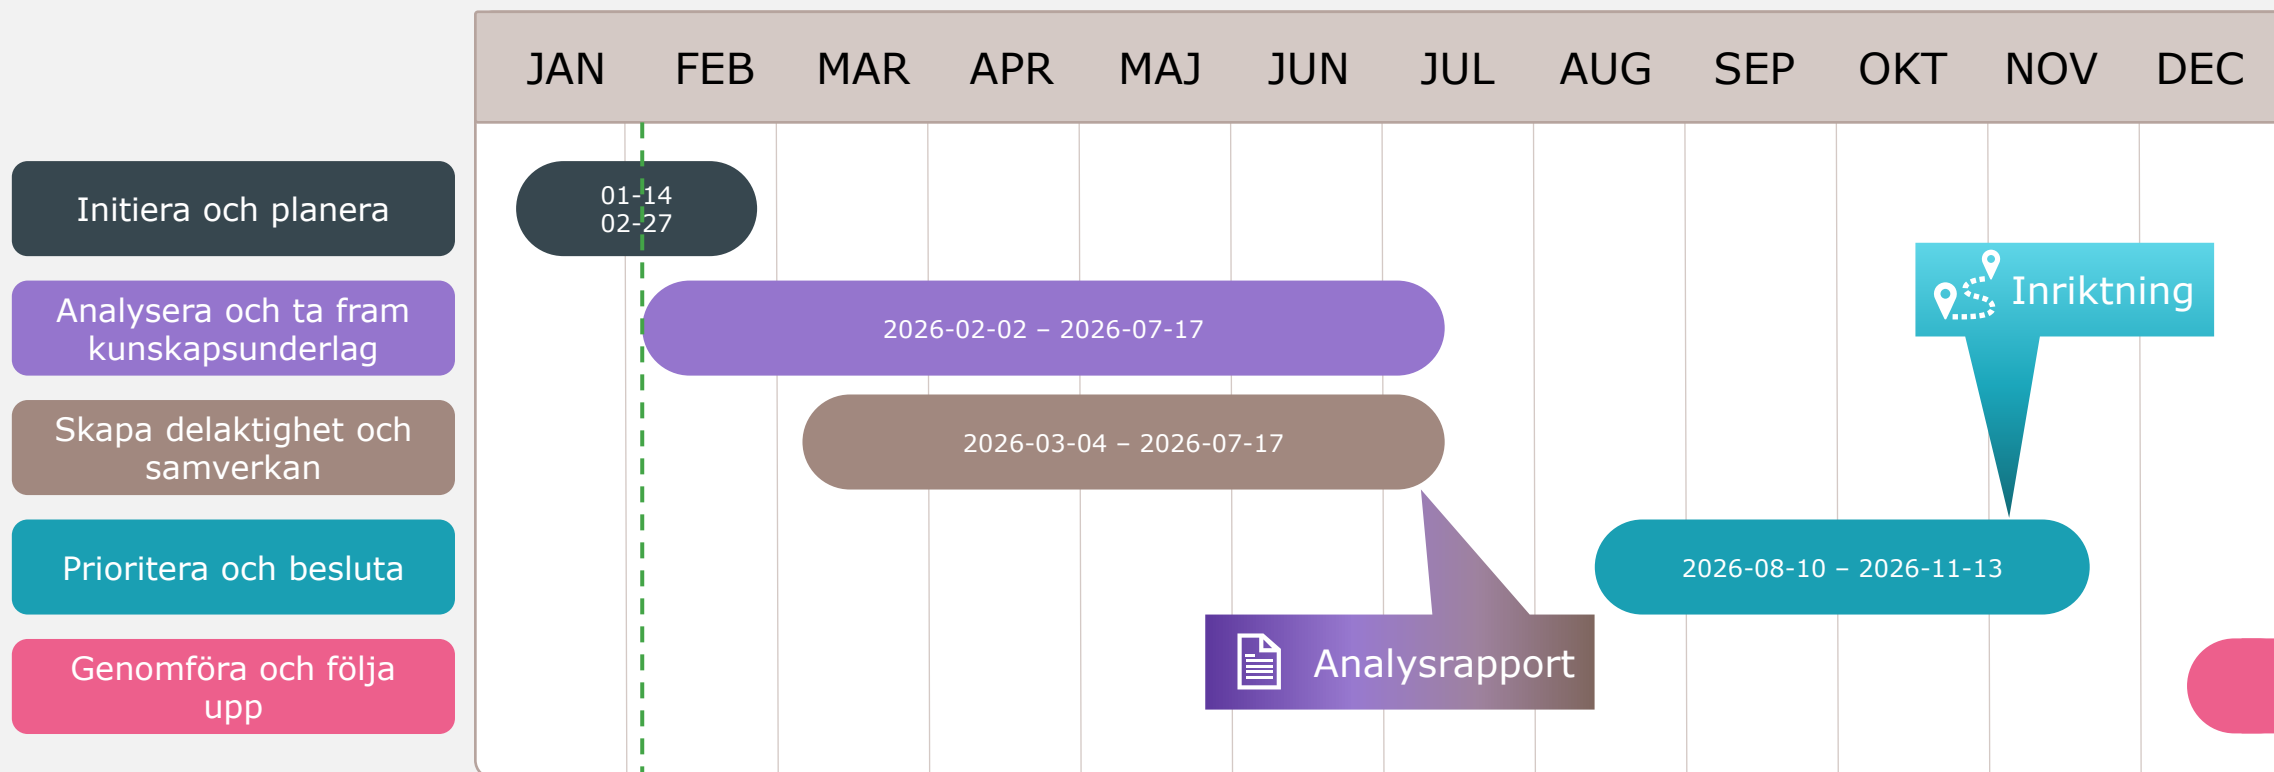 JAN FEB MAR APR MAJ JUN JUL AUG SEP OKT NOV DEC
Initiera och planera
01-14
02-27
Analysera och ta fram
kunskapsunderlag
2026-02-02 – 2026-07-17
Inriktning
Skapa delaktighet och
samverkan
2026-03-04 – 2026-07-17
Prioritera och besluta
2026-08-10 – 2026-11-13
Genomföra och följa
upp
Analysrapport